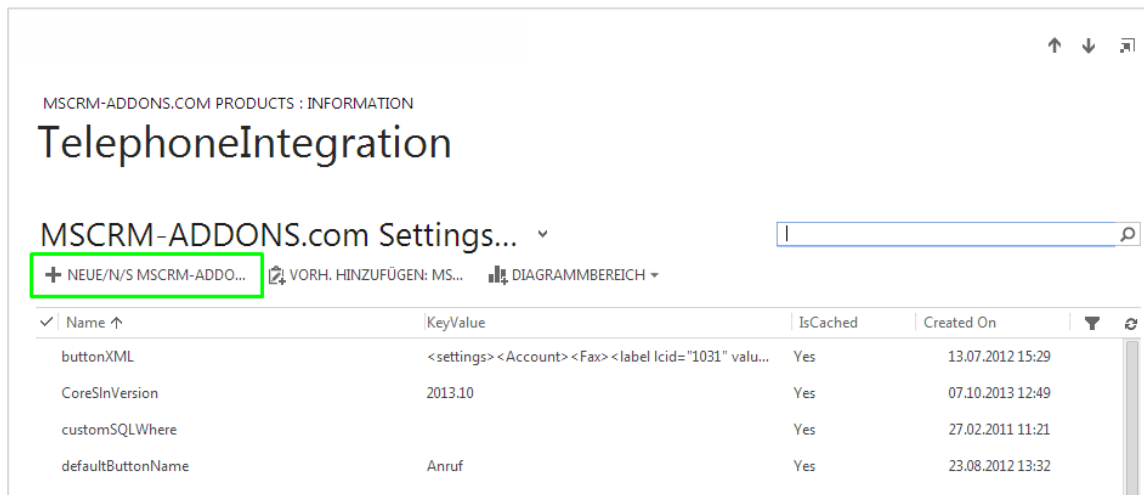 MSCRM-ADDONS.COM PRODUCTS : INFORMATION
TelephoneIntegration
MSCRM-ADDONS.com Settings...
NEUE/N/S MSCRM-ADDO... VORH. HINZUFÜGEN: MS... DIAGRAMMBEREICH
Name KeyValue IsCached Created On
buttonXML <settings><Account><Fax><label lcid="1031" valu... Yes 13.07.2012 15:29
CoreSlnVersion 2013.10 Yes 07.10.2013 12:49
customSQLWhere Yes 27.02.2011 11:21
defaultButtonName Anruf Yes 23.08.2012 13:32